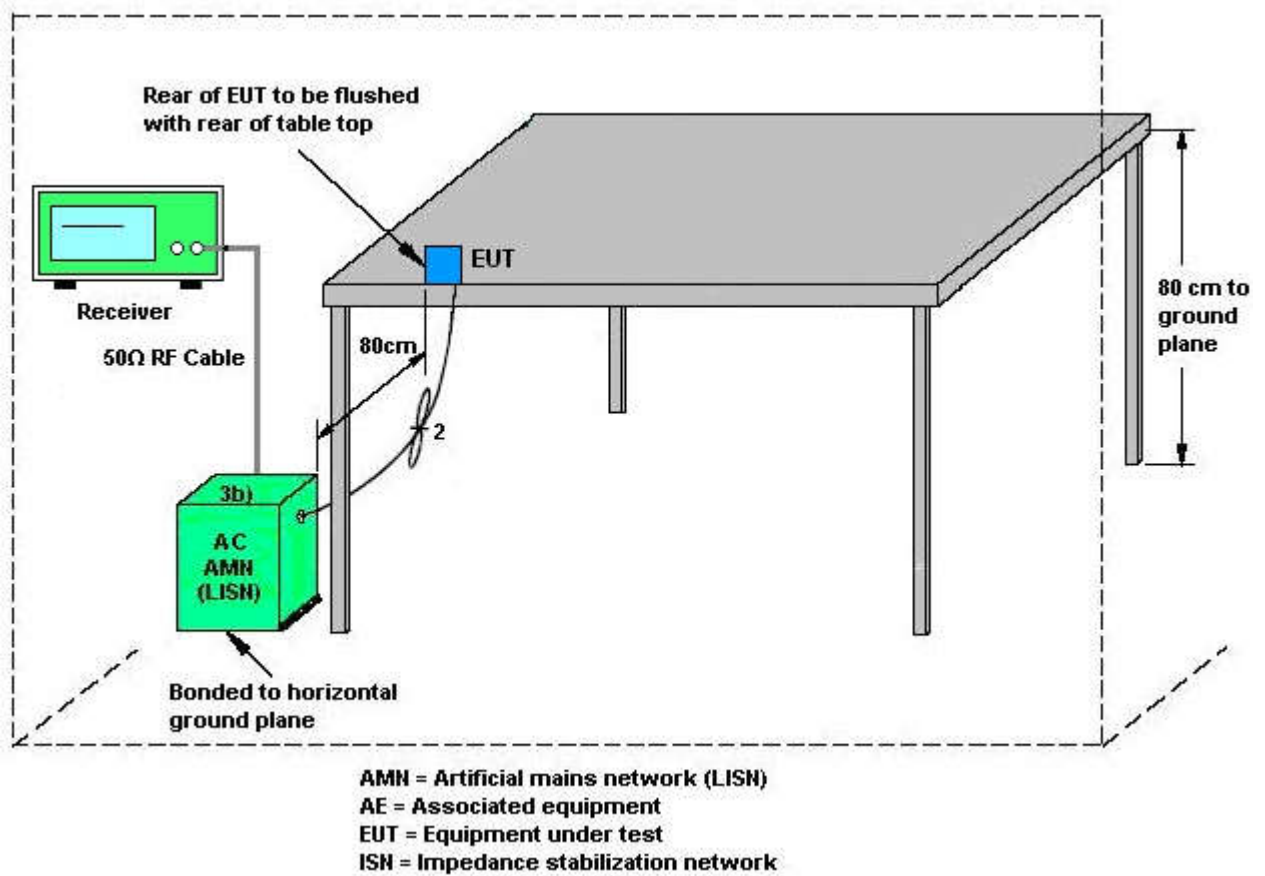 Rear of EUT to be flushed
with rear of table top
EUT
Receiver
50Ω RF Cable
80cm
80 cm to
ground
plane
2
3b)
AC
AMN
(LISN)
Bonded to horizontal
ground plane
AMN = Artificial mains network (LISN)
AE = Associated equipment
EUT = Equipment under test
ISN = Impedance stabilization network